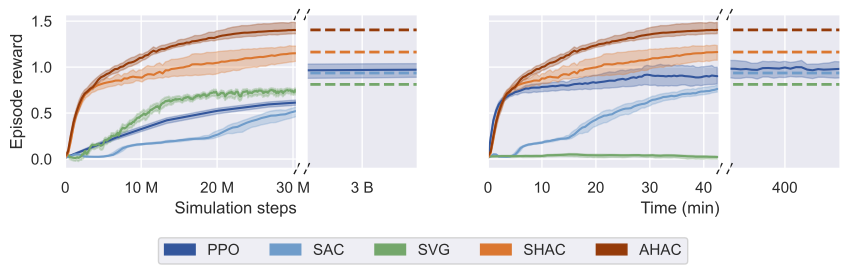 Episode reward
1.5
1.0
0.5
0.0
0 10 M 20 M 30 M 3 B
Simulation steps
0 10 20 30 40 400
Time (min)
PPO SAC SVG SHAC AHAC